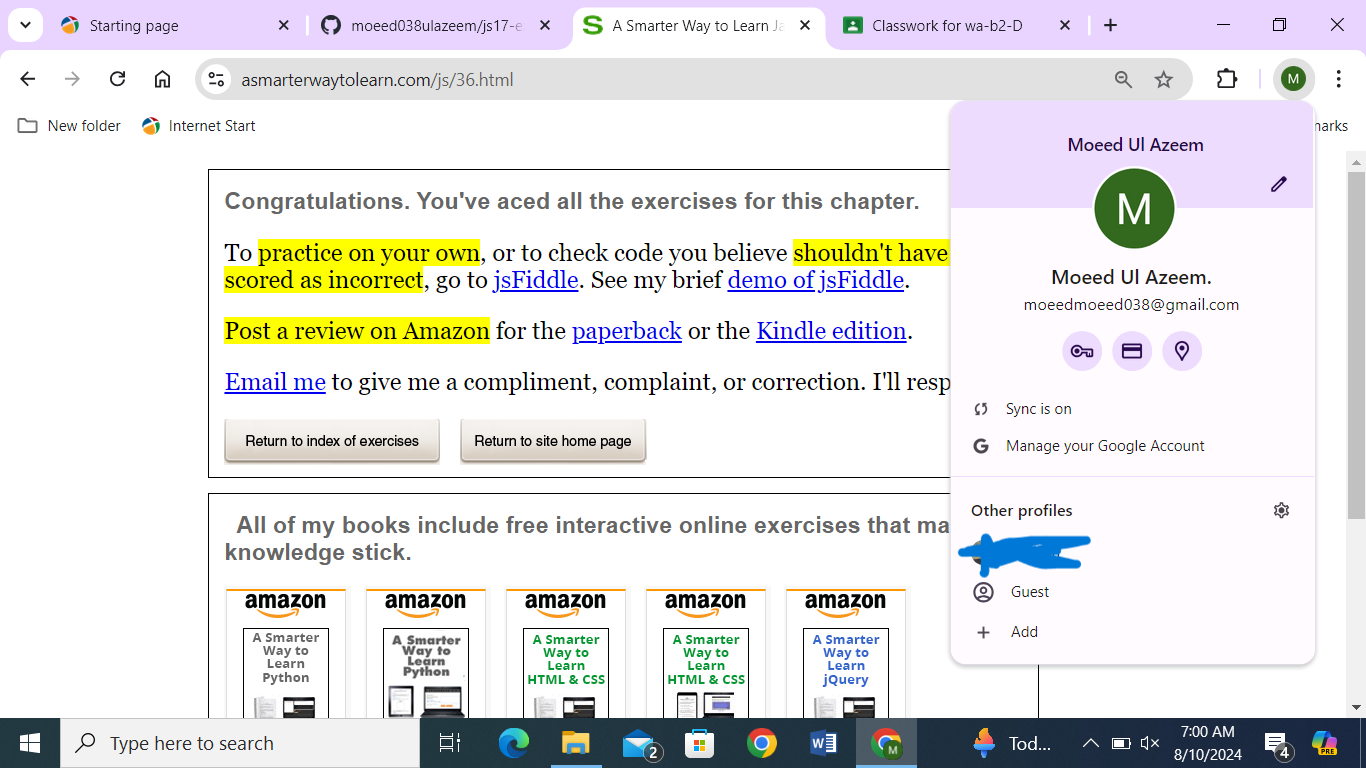 Starting page
moeed038ulazeem/js17-e
A Smarter Way to Learn Ja
Classwork for wa-b2-D
asmarterwaytolearn.com/js/36.html
M
New folder
Internet Start
marks
Congratulations. You've aced all the exercises for this chapter.
To practice on your own, or to check code you believe shouldn't have
scored as incorrect, go to jsFiddle. See my brief demo of jsFiddle.
Post a review on Amazon for the paperback or the Kindle edition.
Email me to give me a compliment, complaint, or correction. I'll resp
Return to index of exercises
Return to site home page
All of my books include free interactive online exercises that ma
knowledge stick.
amazon
A Smarter
Way to
Learn
Python
amazon
A Smarter
Way to
Learn
Python
amazon
A Smarter
Way to
Learn
HTML & CSS
amazon
A Smarter
Way to
Learn
HTML & CSS
amazon
A Smarter
Way to
Learn
jQuery
Moeed Ul Azeem
M
Moeed Ul Azeem.
moeedmoeed038@gmail.com
Sync is on
Manage your Google Account
Other profiles
Guest
Add
Type here to search
2
M
Tod...
7:00 AM
8/10/2024
4
PRE